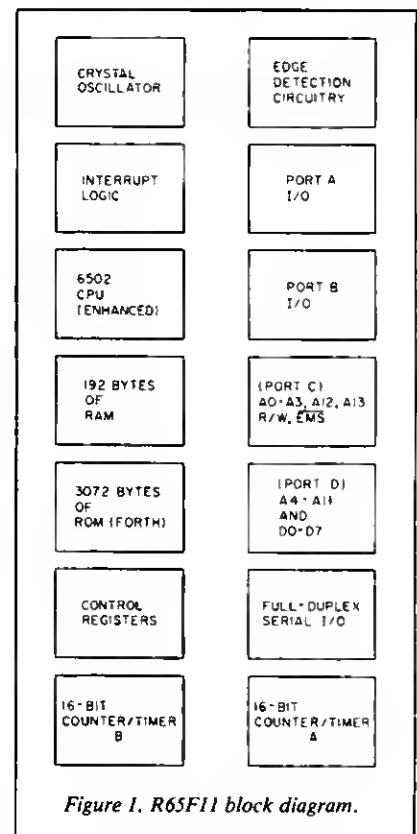 CRYSTAL
OSCILLATOR
EDGE
DETECTION
CIRCUITRY
INTERRUPT
LOGIC
PORT A
I/O
6502
CPU
(ENHANCED)
PORT B
I/O
192 BYTES
OF
RAM
(PORT C)
A0-A3, A12, A13
R/W, EMS
3072 BYTES
OF
ROM (FORTH)
(PORT D)
A4-A11
AND
D0-D7
CONTROL
REGISTERS
FULL-DUPLEX
SERIAL I/O
16-BIT
COUNTER/TIMER
B
16-BIT
COUNTER/TIMER
A
Figure 1. R65F11 block diagram.